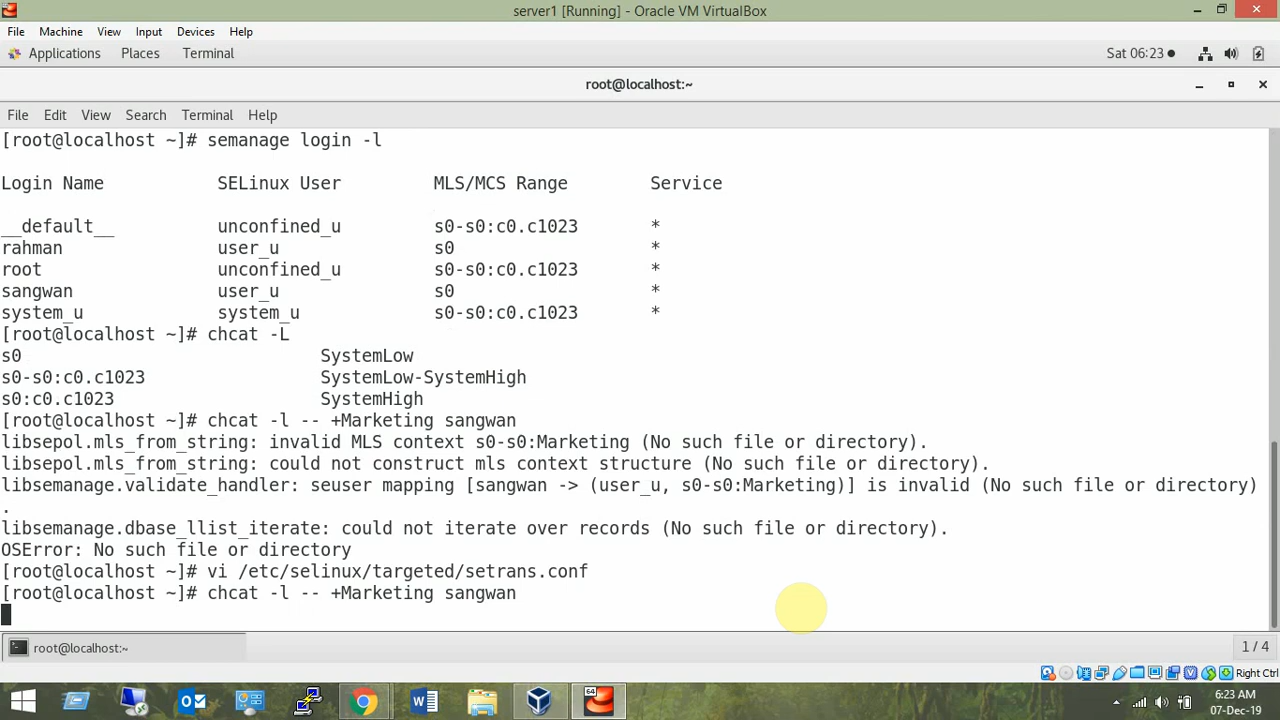 server1 [Running] - Oracle VM VirtualBox
File Machine View Input Devices Help
Applications Places Terminal Sat 06:23
root@localhost:~
File Edit View Search Terminal Help
[root@localhost ~]# semanage login -l
Login Name SELinux User MLS/MCS Range Service
__default__ unconfined_u s0-s0:c0.c1023 *
rahman user_u s0 *
root unconfined_u s0-s0:c0.c1023 *
sangwan user_u s0 *
system_u system_u s0-s0:c0.c1023 *
[root@localhost ~]# chcat -L
s0 SystemLow
s0-s0:c0.c1023 SystemLow-SystemHigh
s0:c0.c1023 SystemHigh
[root@localhost ~]# chcat -l -- +Marketing sangwan
libsepol.mls_from_string: invalid MLS context s0-s0:Marketing (No such file or directory).
libsepol.mls_from_string: could not construct mls context structure (No such file or directory).
libsemanage.validate_handler: seuser mapping [sangwan -> (user_u, s0-s0:Marketing)] is invalid (No such file or directory)
.
libsemanage.dbase_llist_iterate: could not iterate over records (No such file or directory).
OSError: No such file or directory
[root@localhost ~]# vi /etc/selinux/targeted/setrans.conf
[root@localhost ~]# chcat -l -- +Marketing sangwan
root@localhost:~ 1 / 4
Right Ctrl
64
6:23 AM
07-Dec-19